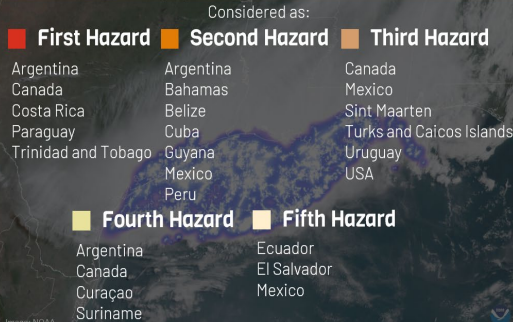 Considered as:
First Hazard
Argentina
Canada
Costa Rica
Paraguay
Trinidad and Tobago
Second Hazard
Argentina
Bahamas
Belize
Cuba
Guyana
Mexico
Peru
Third Hazard
Canada
Mexico
Sint Maarten
Turks and Caicos Islands
Uruguay
USA
Fourth Hazard
Argentina
Canada
Curaçao
Suriname
Fifth Hazard
Ecuador
El Salvador
Mexico
Image: NOAA